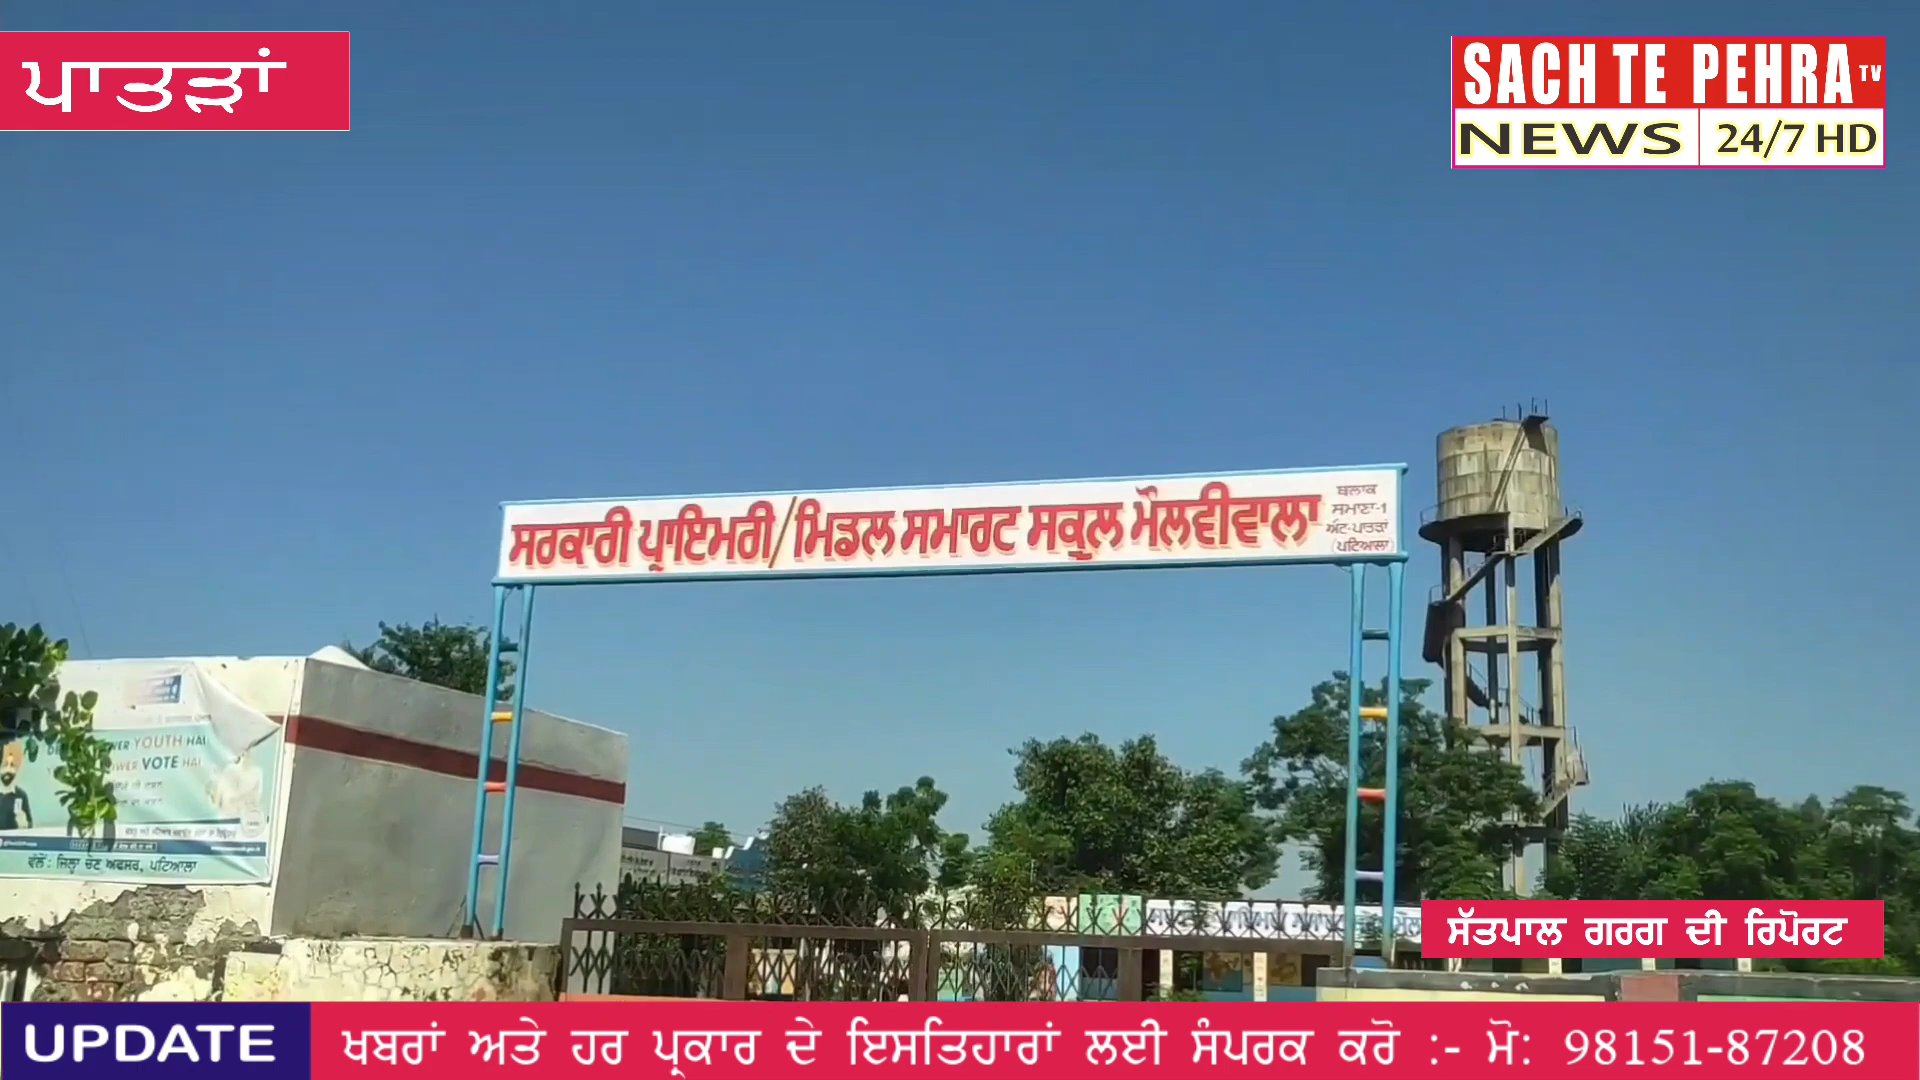 ਪਾਤੜਾਂ
SACH TE PEHRA TV
NEWS 24/7 HD
ਸਰਕਾਰੀ ਪ੍ਰਾਇਮਰੀ/ਮਿਡਲ ਸਮਾਰਟ ਸਕੂਲ ਮੌਲਵੀਵਾਲਾ
ਬਲਾਕ
ਸਮਾਣਾ-1
ਐਂਟ-ਪਾਤੜਾਂ
(ਪਟਿਆਲਾ)
YOUTH HAI
VOTE HAI
ਵੱਲੋਂ: ਜਿਲ੍ਹਾ ਚੋਣ ਅਫਸਰ, ਪਟਿਆਲਾ
ਸੱਤਪਾਲ ਗਰਗ ਦੀ ਰਿਪੋਰਟ
UPDATE
ਖਬਰਾਂ ਅਤੇ ਹਰ ਪ੍ਰਕਾਰ ਦੇ ਇਸਤਿਹਾਰਾਂ ਲਈ ਸੰਪਰਕ ਕਰੋ :- ਮੋ: 98151-87208